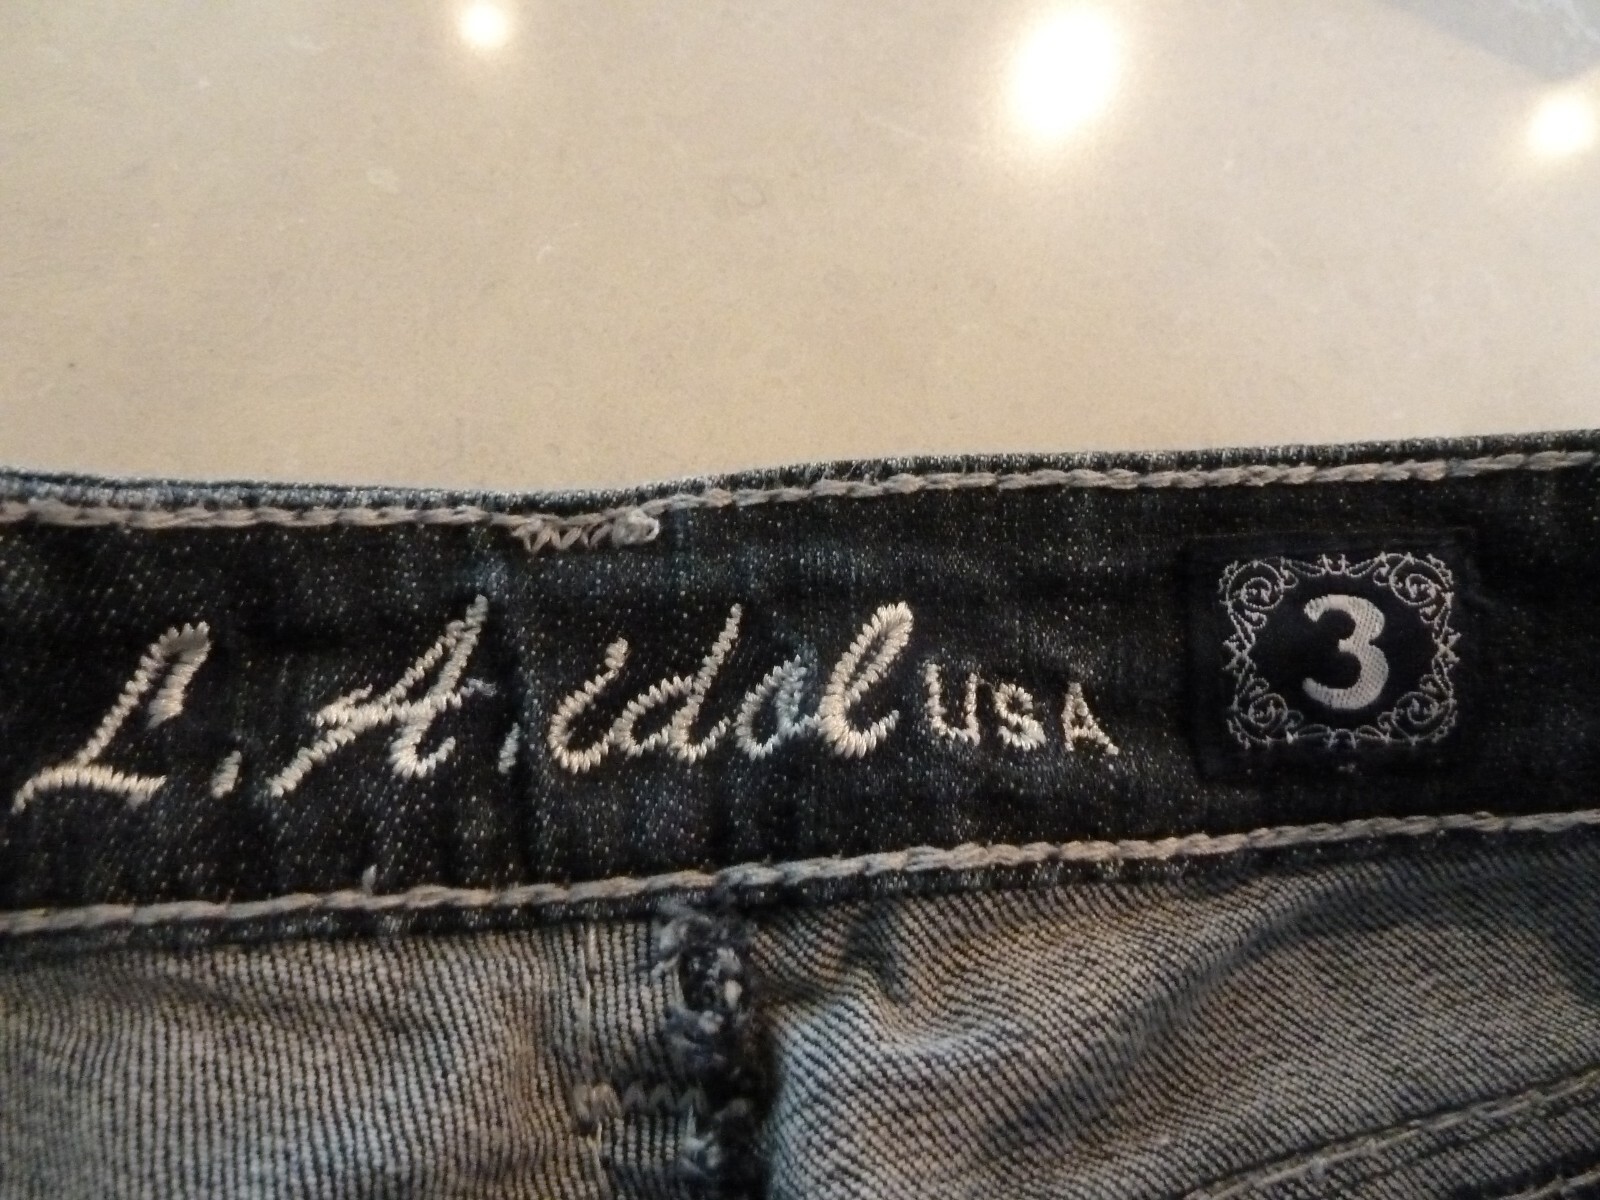 L.A. idol USA 3